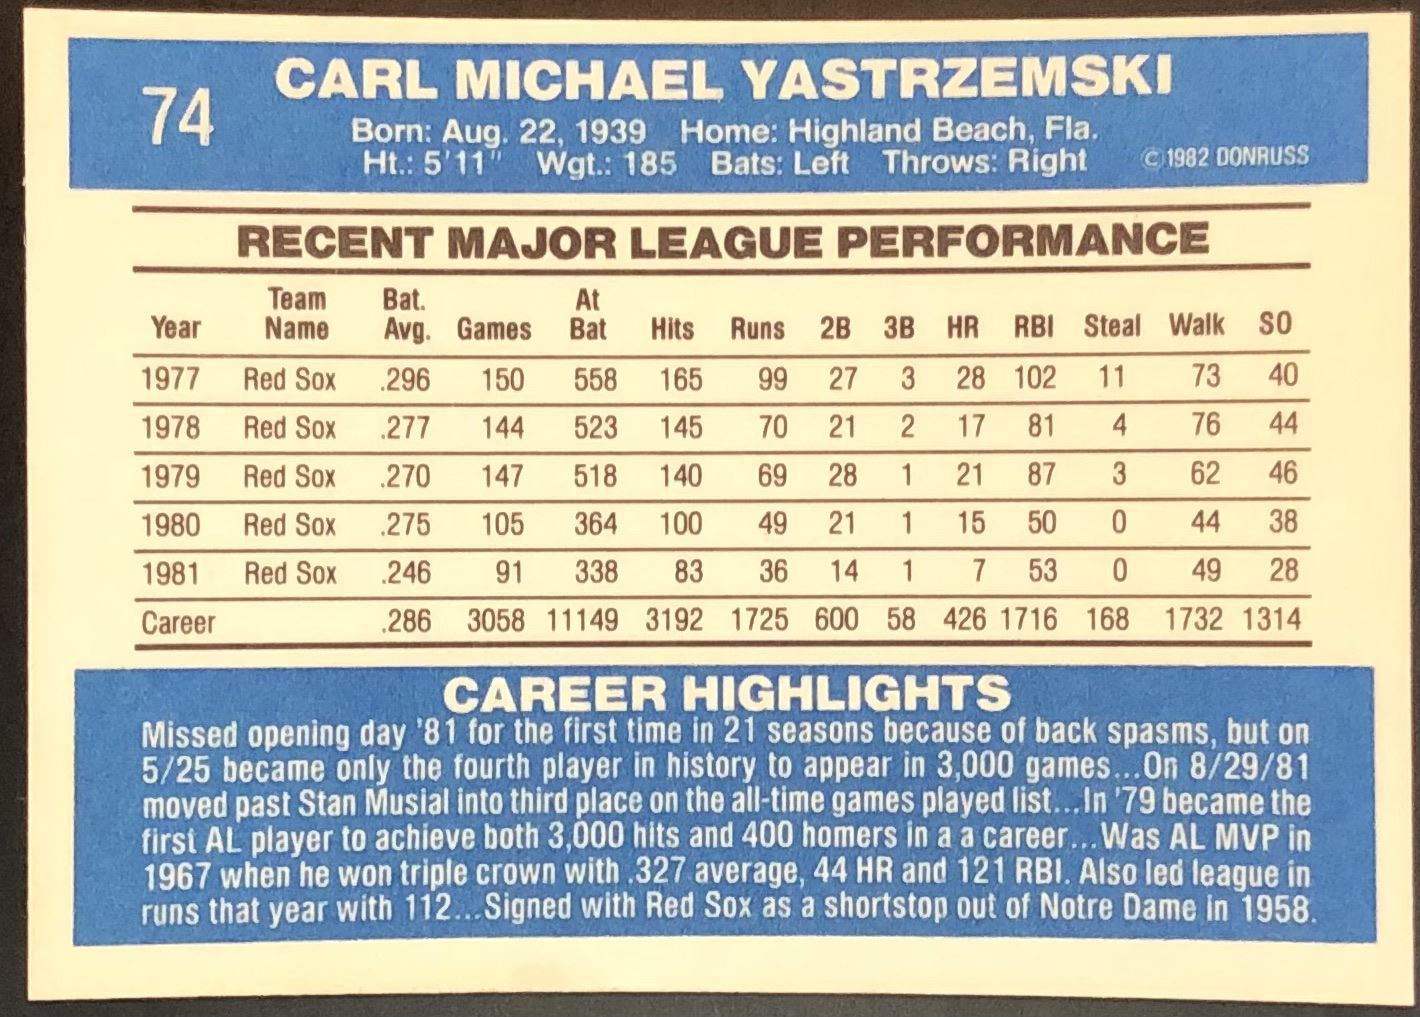 74
CARL MICHAEL YASTRZEMSKI
Born: Aug. 22, 1939 Home: Highland Beach, Fla.
Ht.: 5'11" Wgt.: 185 Bats: Left Throws: Right
© 1982 DONRUSS
RECENT MAJOR LEAGUE PERFORMANCE
Year Team Name Bat. Avg. Games At Bat Hits Runs 2B 3B HR RBI Steal Walk SO
1977 Red Sox .296 150 558 165 99 27 3 28 102 11 73 40
1978 Red Sox .277 144 523 145 70 21 2 17 81 4 76 44
1979 Red Sox .270 147 518 140 69 28 1 21 87 3 62 46
1980 Red Sox .275 105 364 100 49 21 1 15 50 0 44 38
1981 Red Sox .246 91 338 83 36 14 1 7 53 0 49 28
Career .286 3058 11149 3192 1725 600 58 426 1716 168 1732 1314
CAREER HIGHLIGHTS
Missed opening day '81 for the first time in 21 seasons because of back spasms, but on
5/25 became only the fourth player in history to appear in 3,000 games...On 8/29/81
moved past Stan Musial into third place on the all-time games played list...In '79 became the
first AL player to achieve both 3,000 hits and 400 homers in a a career...Was AL MVP in
1967 when he won triple crown with .327 average, 44 HR and 121 RBI. Also led league in
runs that year with 112...Signed with Red Sox as a shortstop out of Notre Dame in 1958.